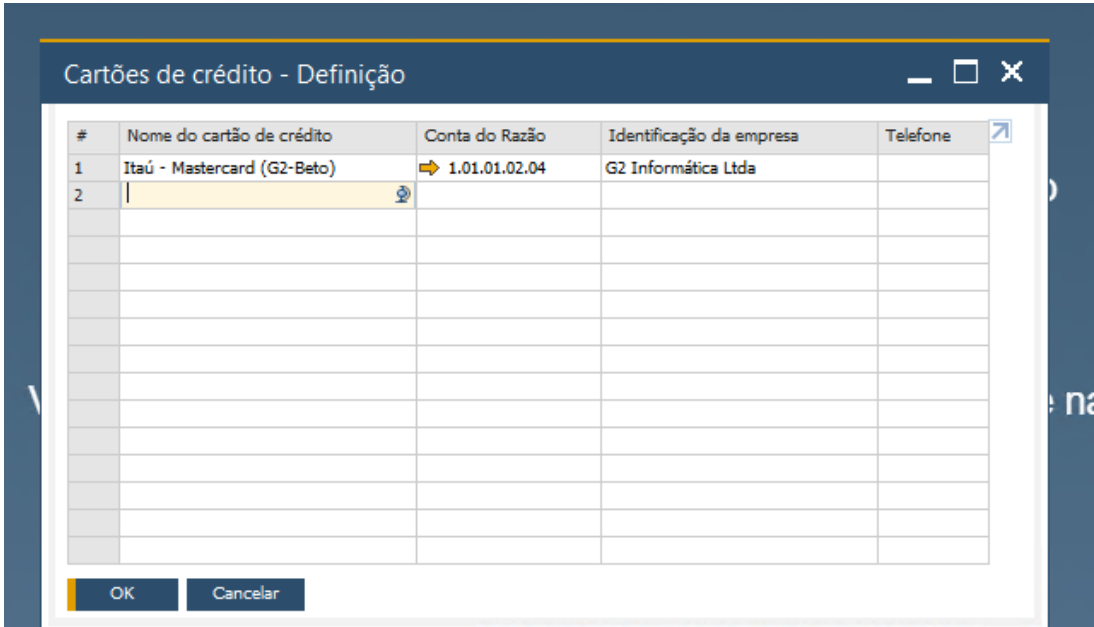 Cartões de crédito - Definição
# Nome do cartão de crédito Conta do Razão Identificação da empresa Telefone
1 Itaú - Mastercard (G2-Beto) 1.01.01.02.04 G2 Informática Ltda
2
na
OK Cancelar